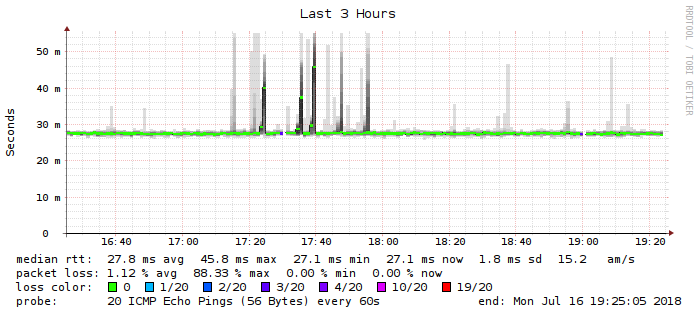 Last 3 Hours
RRDTOOL / TOBI OETIKER
Seconds
50 m
40 m
30 m
20 m
10 m
0
16:40 17:00 17:20 17:40 18:00 18:20 18:40 19:00 19:20
median rtt: 27.8 ms avg 45.8 ms max 27.1 ms min 27.1 ms now 1.8 ms sd 15.2 am/s
packet loss: 1.12 % avg 88.33 % max 0.00 % min 0.00 % now
loss color: 0 1/20 2/20 3/20 4/20 10/20 19/20
probe: 20 ICMP Echo Pings (56 Bytes) every 60s end: Mon Jul 16 19:25:05 2018